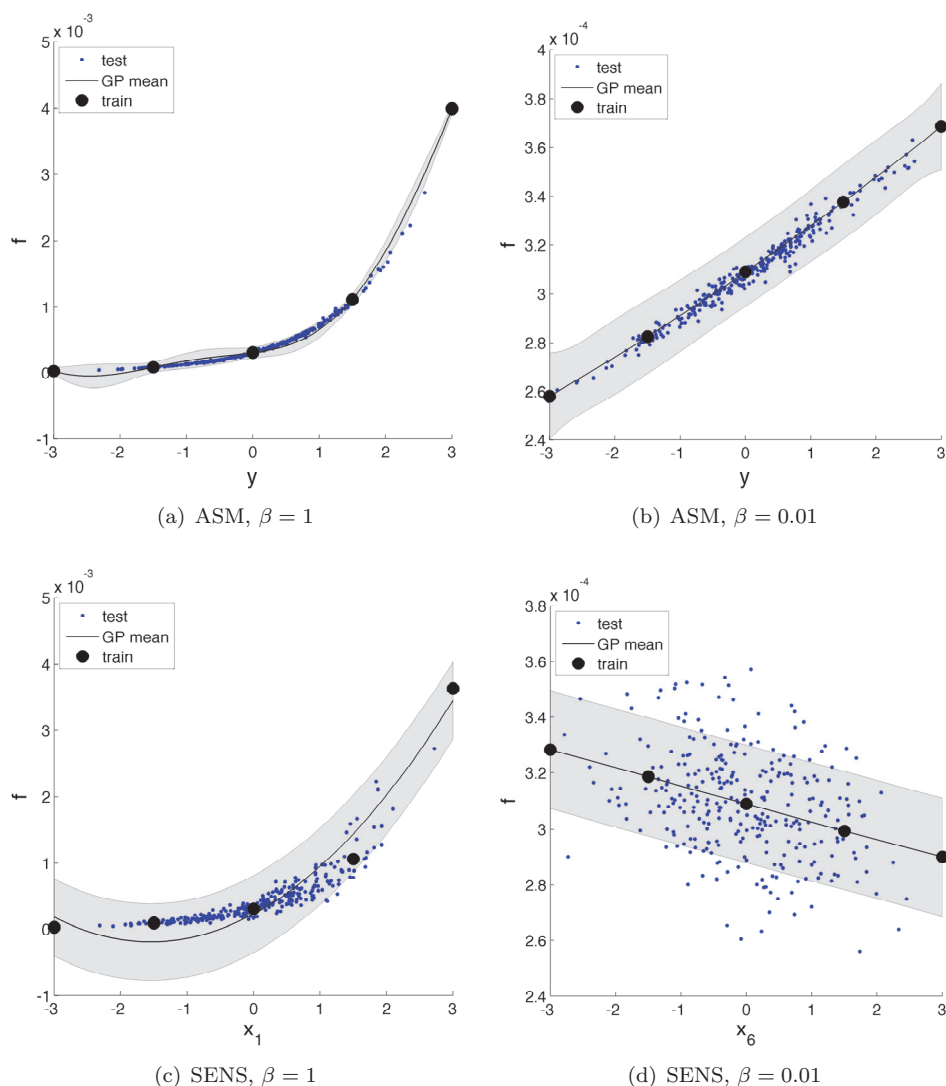 x 10⁻³
5
4
3
2
1
0
-1
f
test
GP mean
train
-3 -2 -1 0 1 2 3
y
(a) ASM, β = 1
x 10⁻⁴
4
3.8
3.6
3.4
3.2
3
2.8
2.6
2.4
f
test
GP mean
train
-3 -2 -1 0 1 2 3
y
(b) ASM, β = 0.01
x 10⁻³
5
4
3
2
1
0
-1
f
test
GP mean
train
-3 -2 -1 0 1 2 3
x₁
(c) SENS, β = 1
x 10⁻⁴
3.8
3.6
3.4
3.2
3
2.8
2.6
2.4
f
test
GP mean
train
-3 -2 -1 0 1 2 3
x₆
(d) SENS, β = 0.01